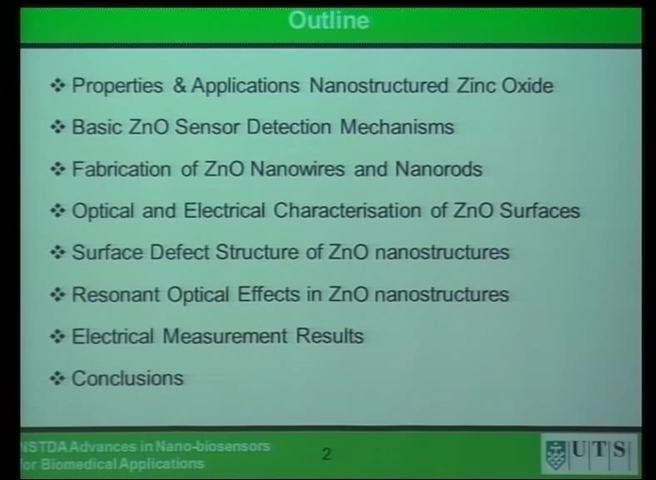 Outline
❖ Properties & Applications Nanostructured Zinc Oxide
❖ Basic ZnO Sensor Detection Mechanisms
❖ Fabrication of ZnO Nanowires and Nanorods
❖ Optical and Electrical Characterisation of ZnO Surfaces
❖ Surface Defect Structure of ZnO nanostructures
❖ Resonant Optical Effects in ZnO nanostructures
❖ Electrical Measurement Results
❖ Conclusions
NSTDA Advances in Nano-biosensors
for Biomedical Applications
2
UTS